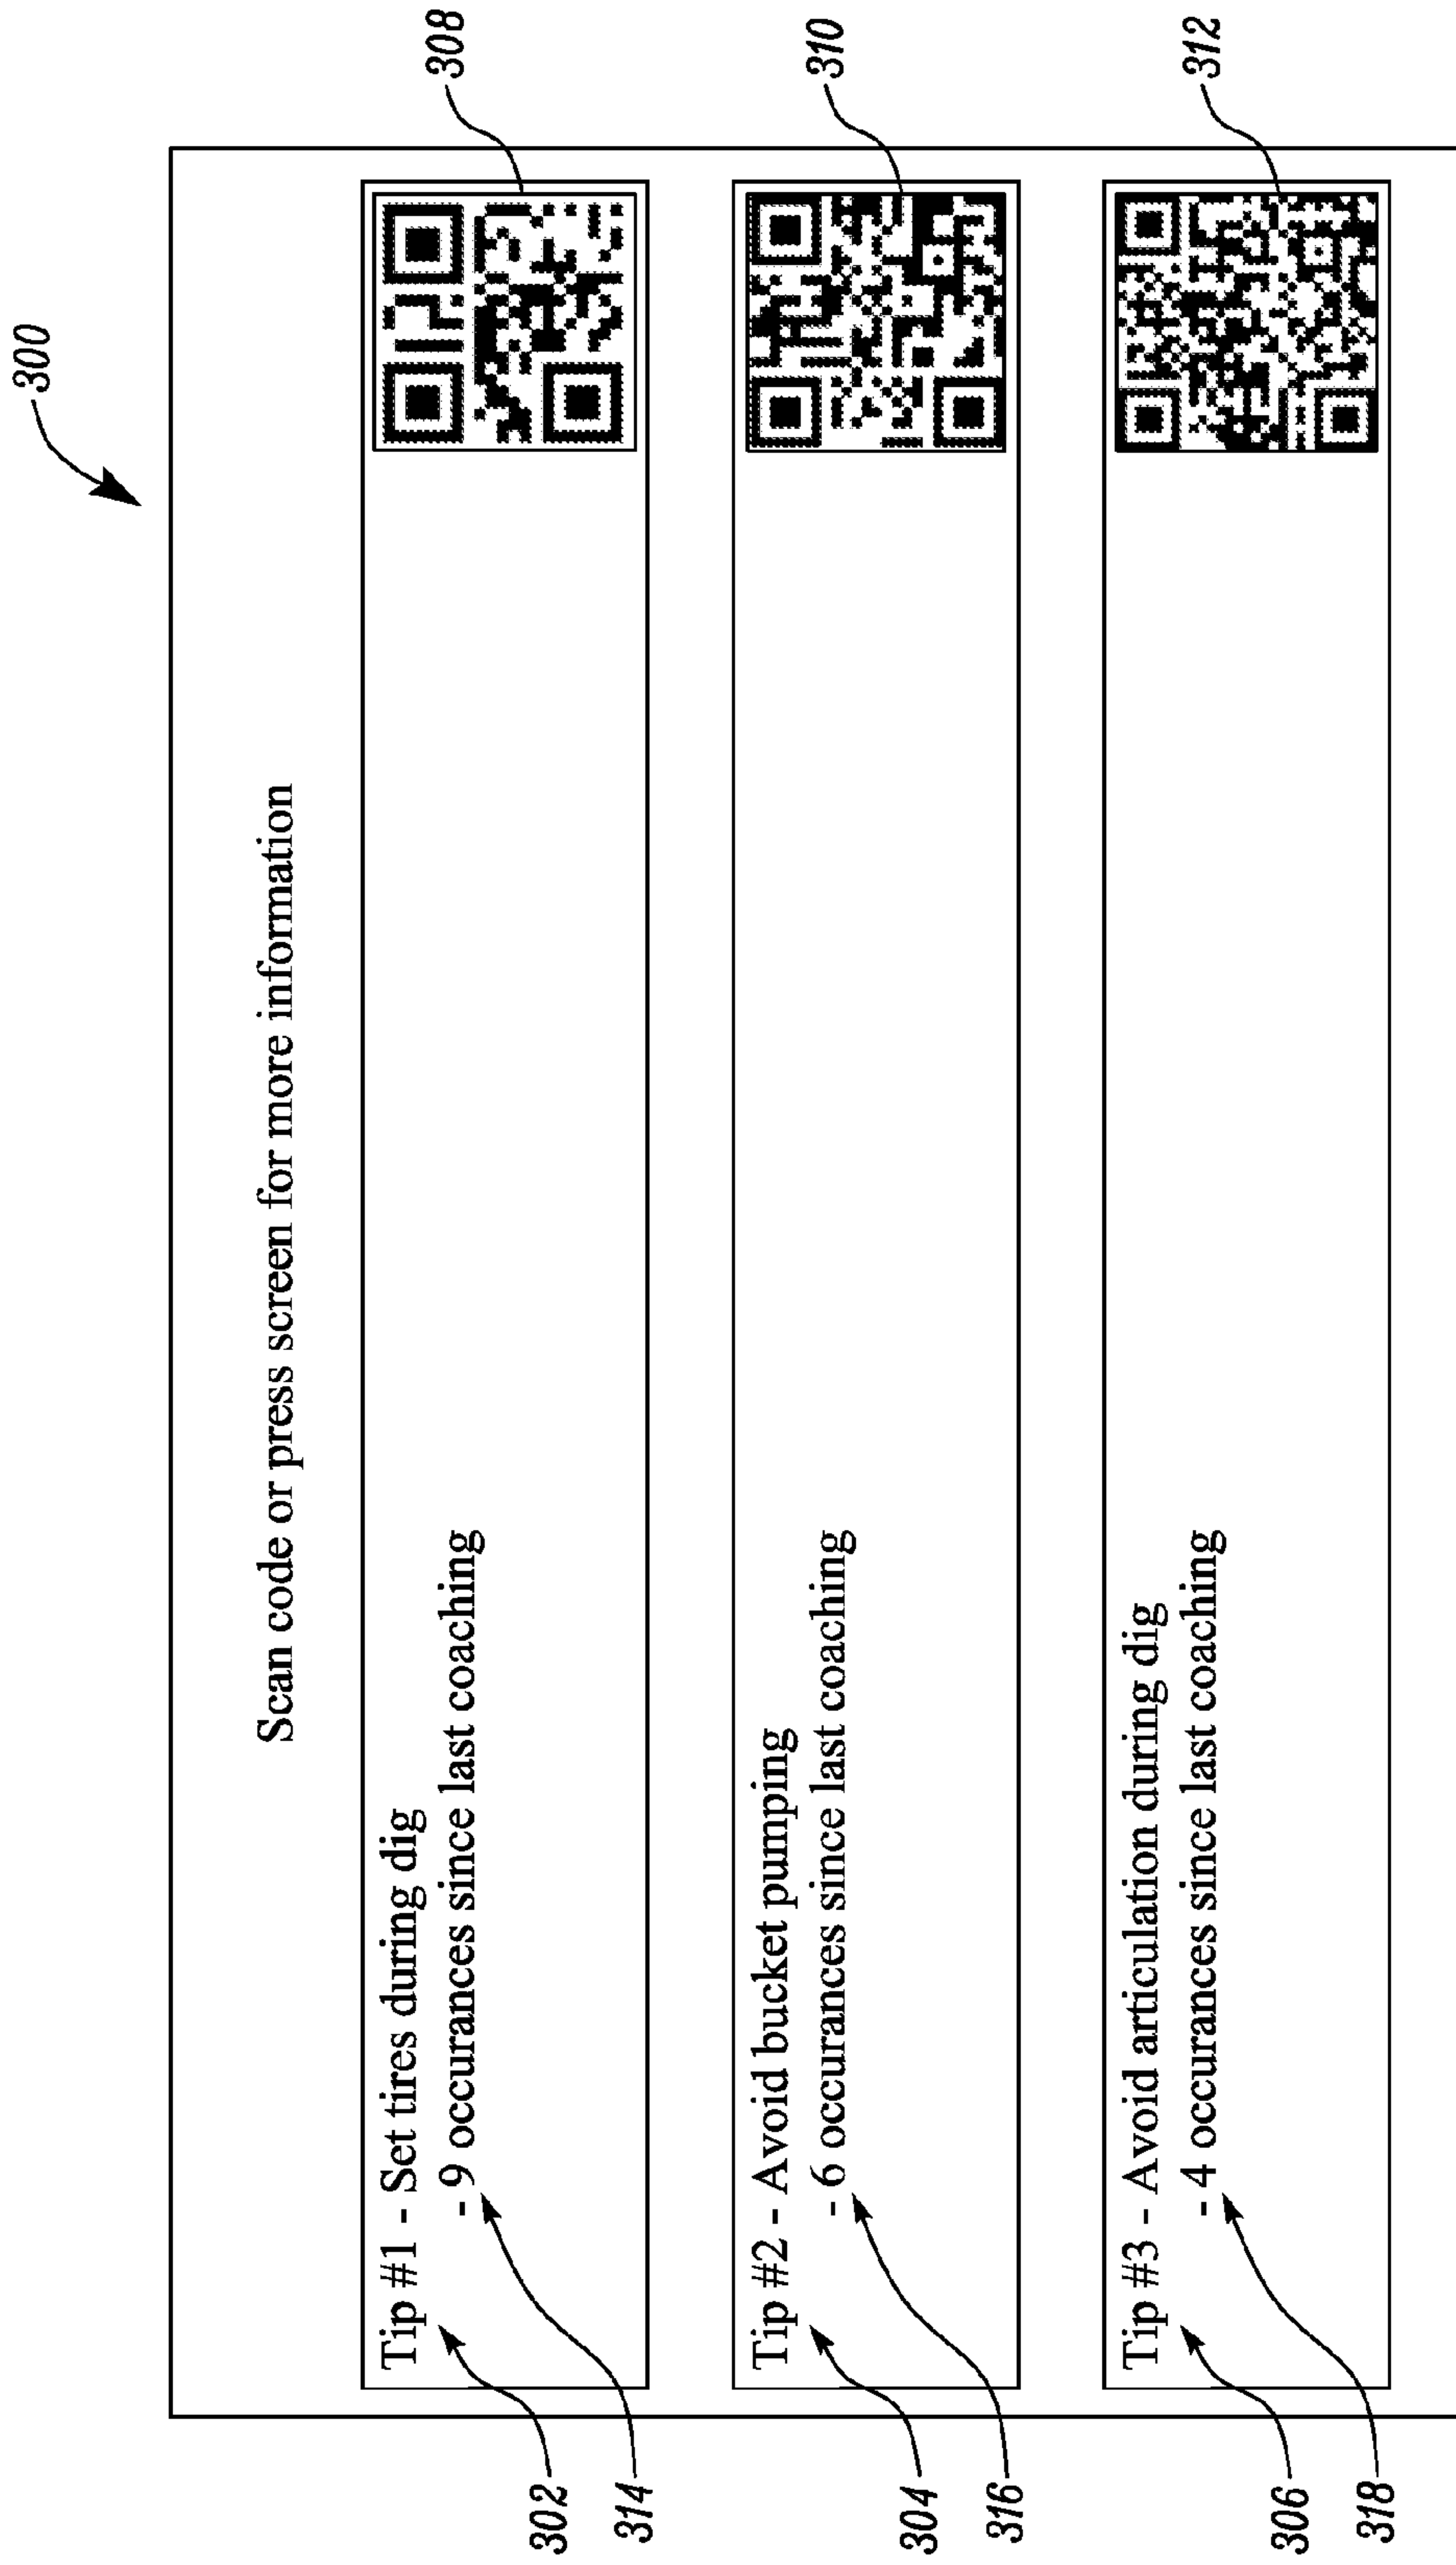 300
Scan code or press screen for more information
302
Tip #1 - Set tires during dig
- 9 occurances since last coaching
308
314
304
Tip #2 - Avoid bucket pumping
- 6 occurances since last coaching
310
316
306
Tip #3 - Avoid articulation during dig
- 4 occurances since last coaching
312
318